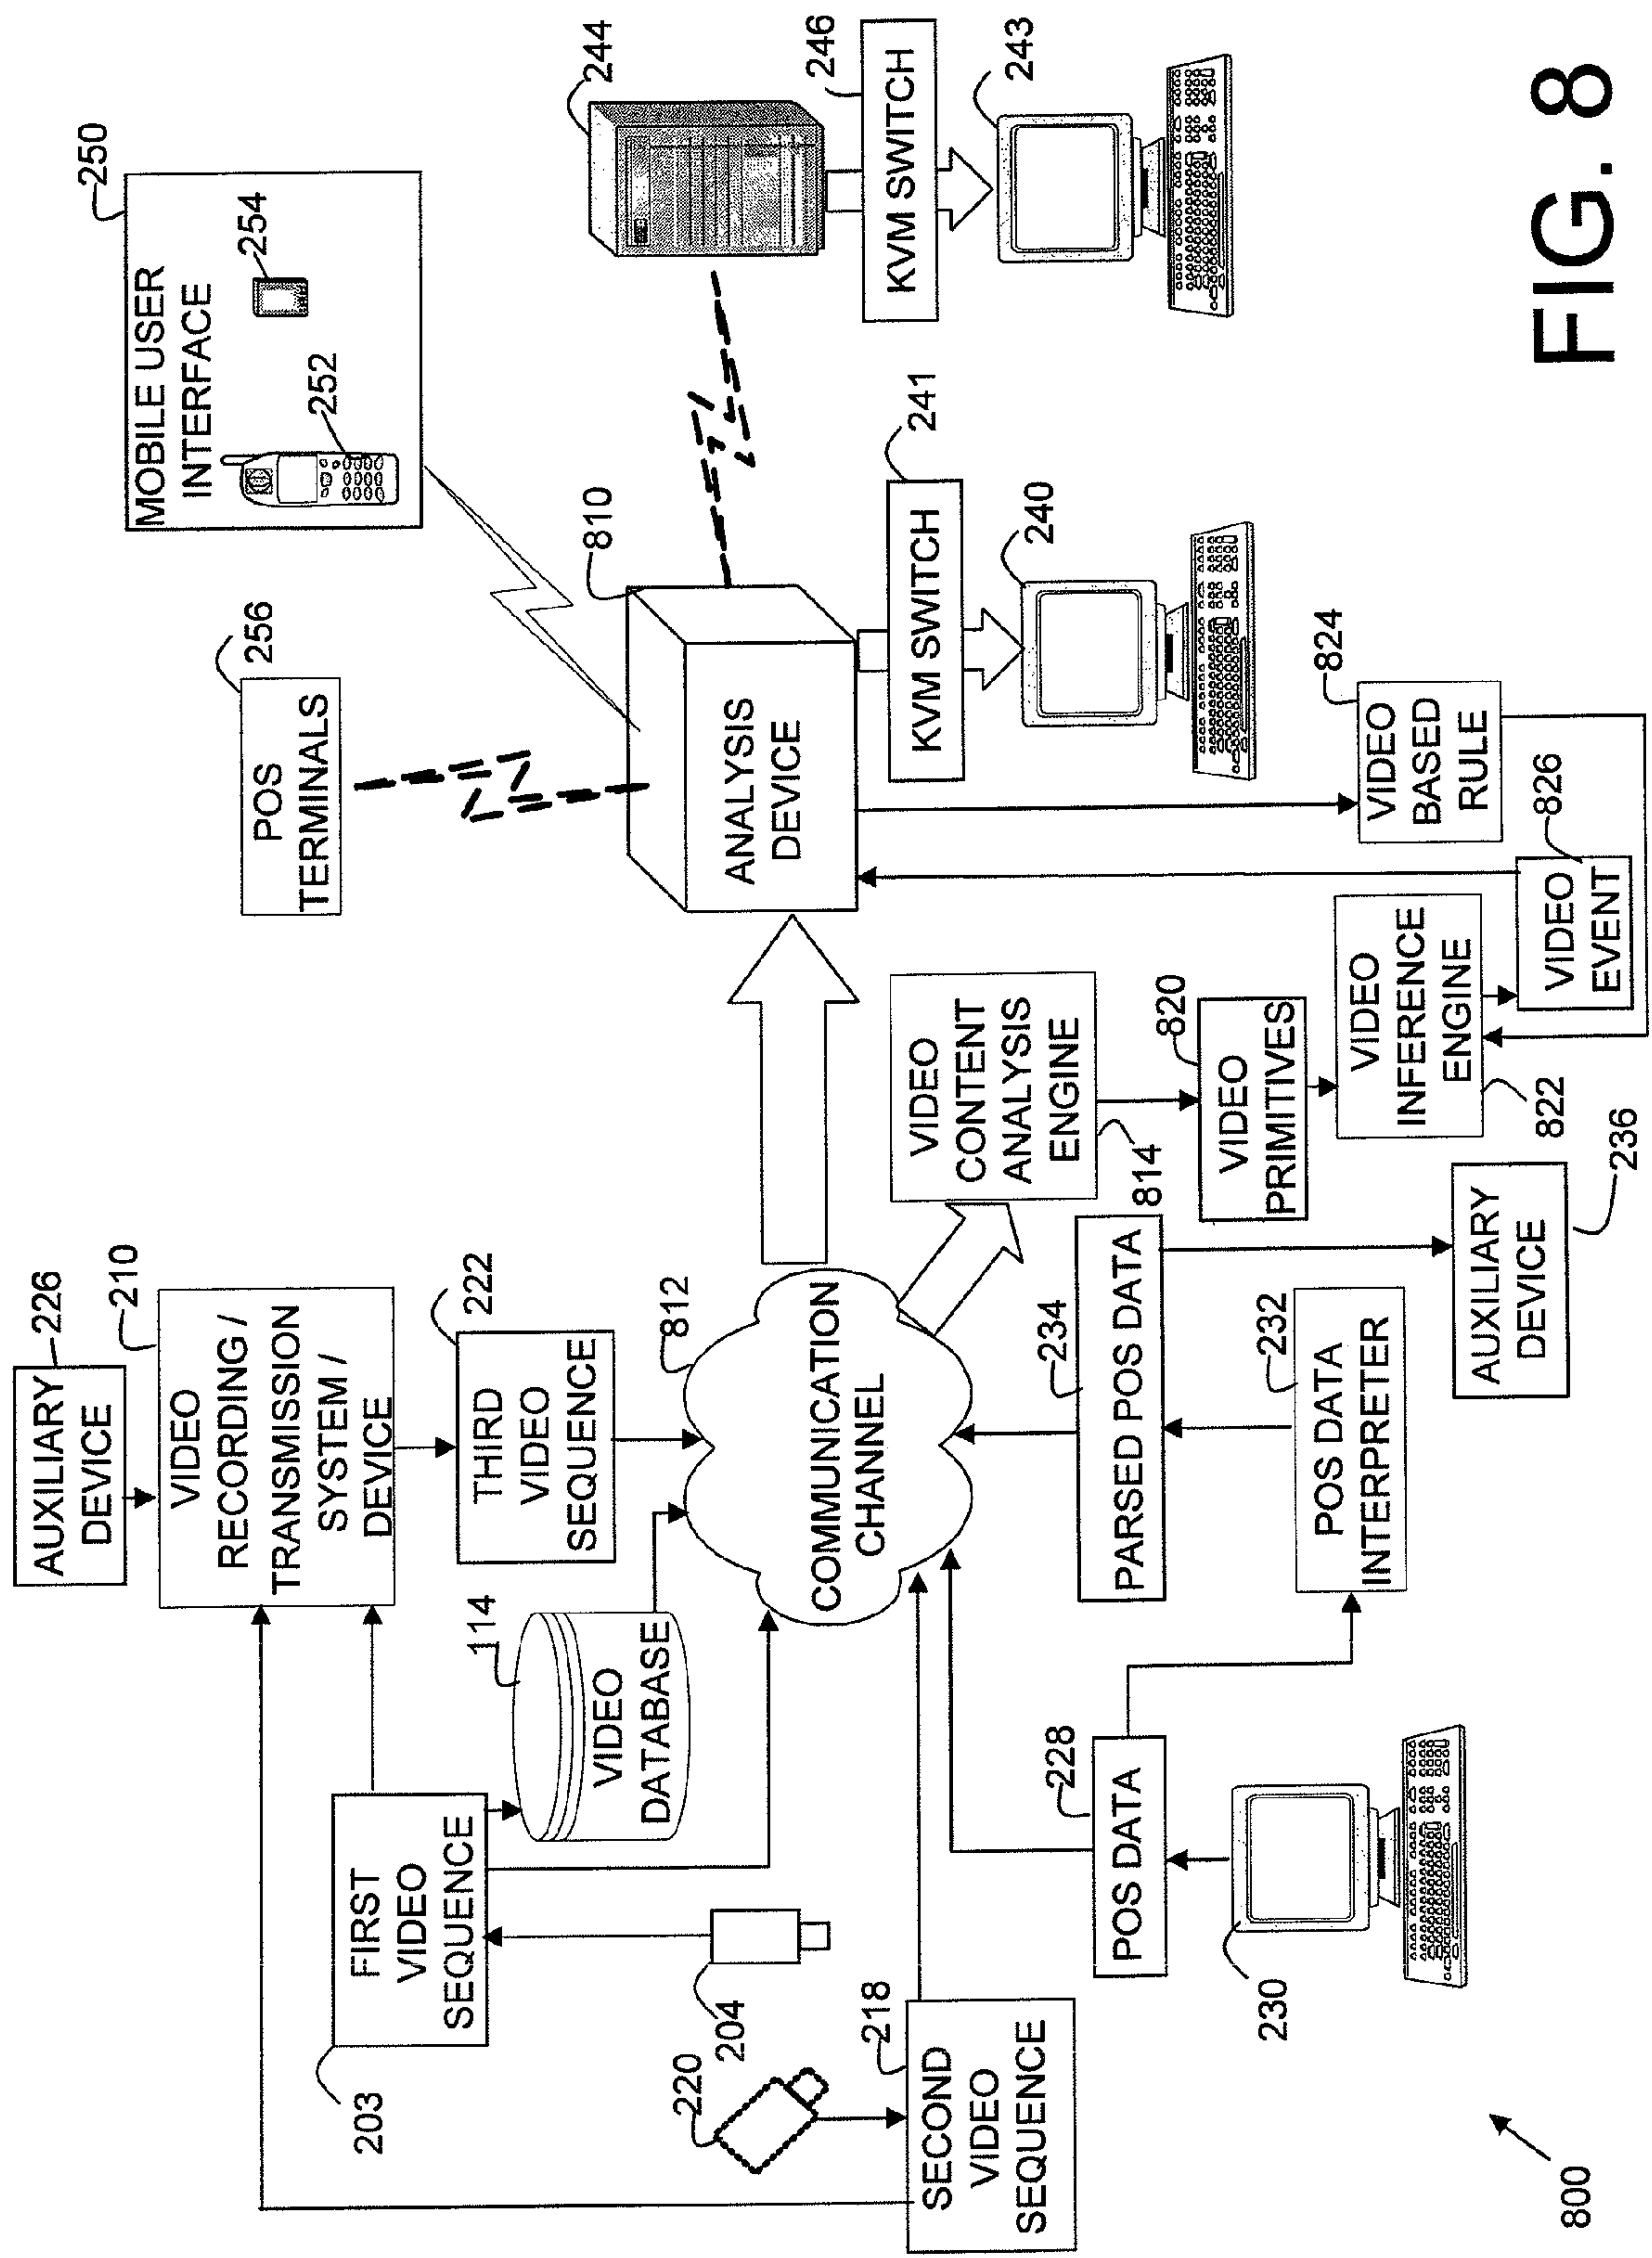 AUXILIARY
DEVICE
226
210
VIDEO
RECORDING /
TRANSMISSION
SYSTEM /
DEVICE
222
THIRD
VIDEO
SEQUENCE
FIRST
VIDEO
SEQUENCE
203
114
VIDEO
DATABASE
204
220
218
SECOND
VIDEO
SEQUENCE
812
COMMUNICATION
CHANNEL
228
POS DATA
230
234
PARSED POS DATA
232
POS DATA
INTERPRETER
AUXILIARY
DEVICE
236
VIDEO
CONTENT
ANALYSIS
ENGINE
814
820
VIDEO
PRIMITIVES
VIDEO
INFERENCE
ENGINE
822
VIDEO
EVENT
826
824
VIDEO
BASED
RULE
256
POS
TERMINALS
810
ANALYSIS
DEVICE
250
MOBILE USER
INTERFACE
252
254
241
KVM SWITCH
240
244
246
KVM SWITCH
243
800
FIG. 8